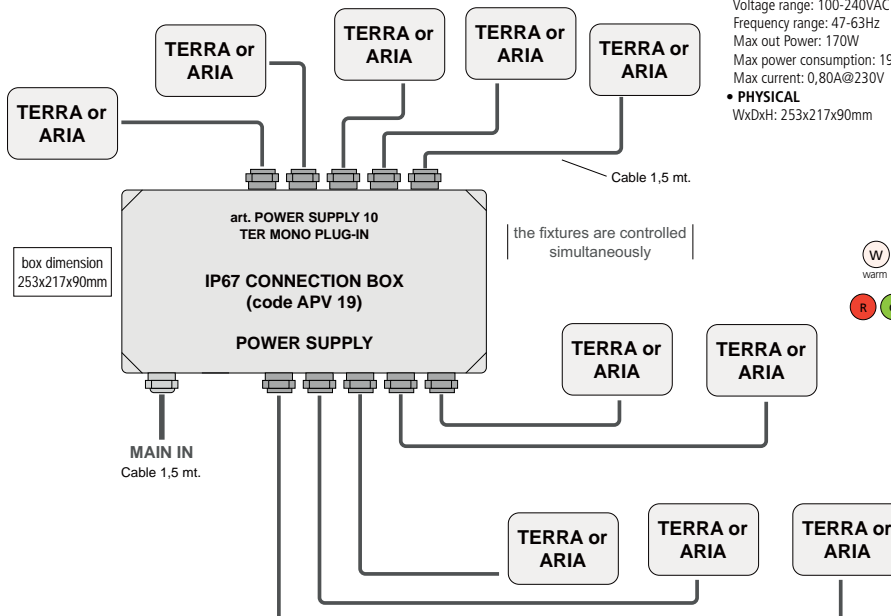 Voltage range: 100-240VAC
Frequency range: 47-63Hz
Max out Power: 170W
Max power consumption: 19
Max current: 0,80A@230V
• PHYSICAL
WxDxH: 253x217x90mm
TERRA or
ARIA
TERRA or
ARIA
TERRA or
ARIA
TERRA or
ARIA
TERRA or
ARIA
Cable 1,5 mt.
art. POWER SUPPLY 10
TER MONO PLUG-IN
IP67 CONNECTION BOX
(code APV 19)
POWER SUPPLY
box dimension
253x217x90mm
the fixtures are controlled
simultaneously
W
warm
R
MAIN IN
Cable 1,5 mt.
TERRA or
ARIA
TERRA or
ARIA
TERRA or
ARIA
TERRA or
ARIA
TERRA or
ARIA